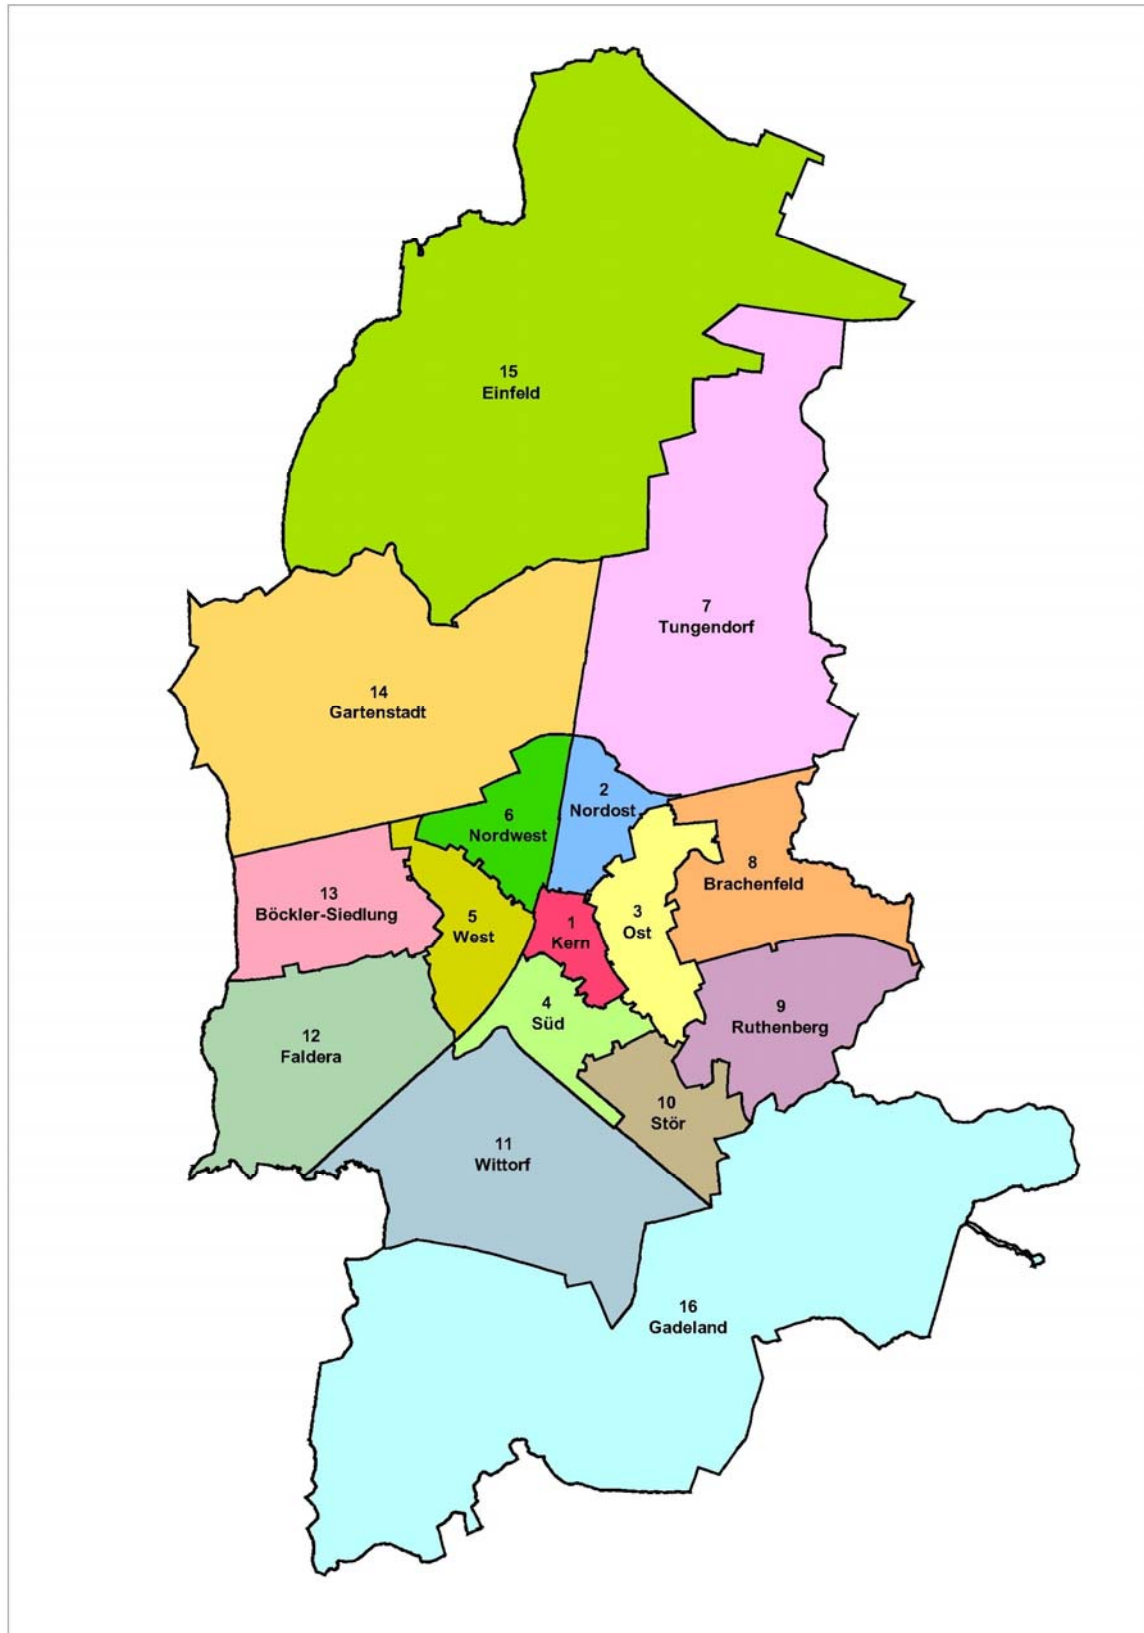 15
Einfeld
7
Tungendorf
14
Gartenstadt
2
Nordost
6
Nordwest
8
Brachenfeld
13
Böckler-Siedlung
5
West
1
Kern
3
Ost
4
Süd
9
Ruthenberg
12
Faldera
10
Stör
11
Wittorf
16
Gadeland